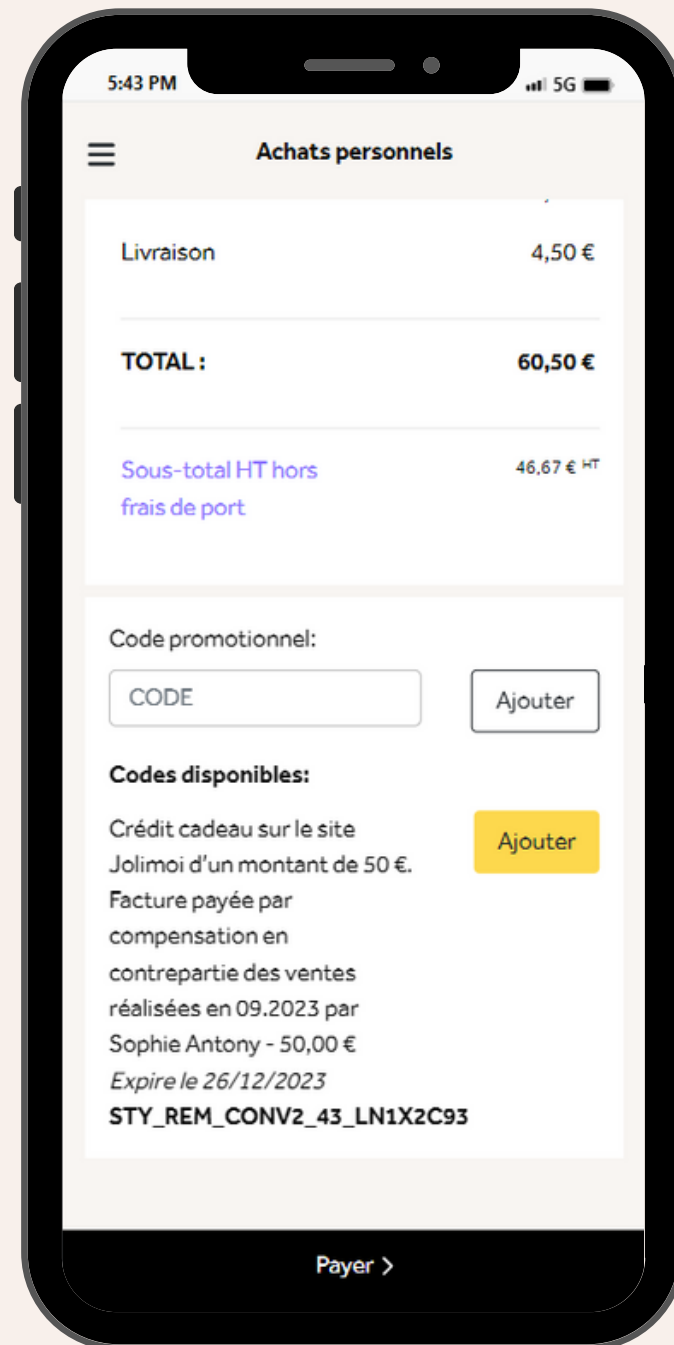 5:43 PM
5G
Achats personnels
Livraison
4,50 €
TOTAL :
60,50 €
Sous-total HT hors
frais de port
46,67 € HT
Code promotionnel:
CODE
Ajouter
Codes disponibles:
Crédit cadeau sur le site
Jolimoi d'un montant de 50 €.
Facture payée par
compensation en
contrepartie des ventes
réalisées en 09.2023 par
Sophie Antony - 50,00 €
Expire le 26/12/2023
STY_REM_CONV2_43_LN1X2C93
Ajouter
Payer >